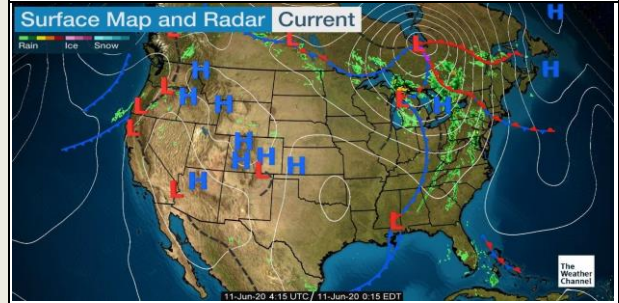 Surface Map and Radar Current
Rain Ice Snow
H
L
L
L
H
H
L
H
H
L
L
H
L
H
L
H
H
H
H
L
H
L
H
L
The
Weather
Channel
11-Jun-20 4:15 UTC / 11-Jun-20 0:15 EDT